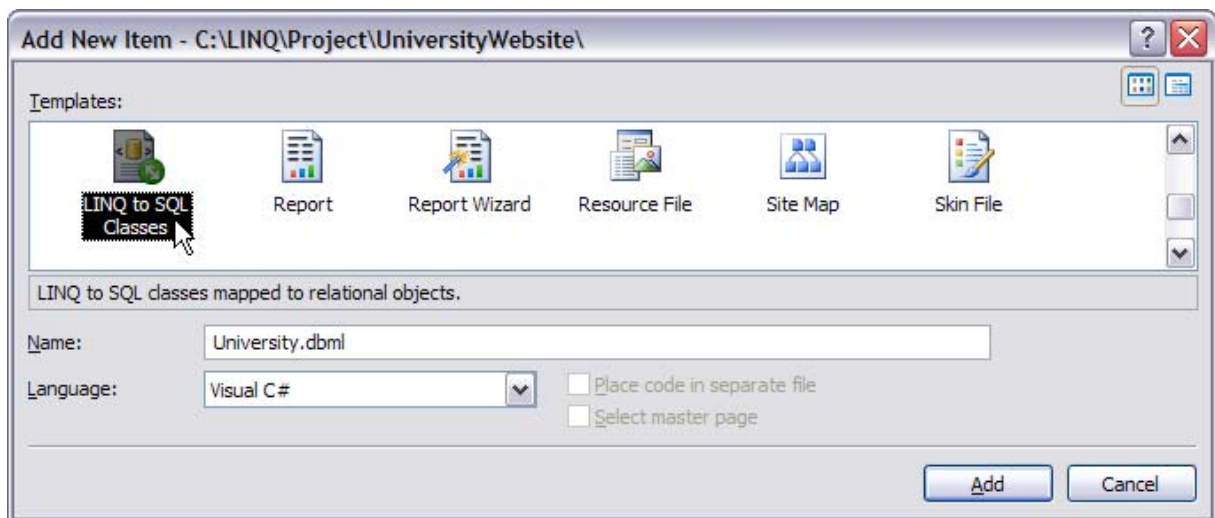 Add New Item - C:\LINQ\Project\UniversityWebsite\
Templates:
LINQ to SQL
Classes
Report
Report Wizard
Resource File
Site Map
Skin File
LINQ to SQL classes mapped to relational objects.
Name:
University.dbml
Language:
Visual C#
Place code in separate file
Select master page
Add
Cancel